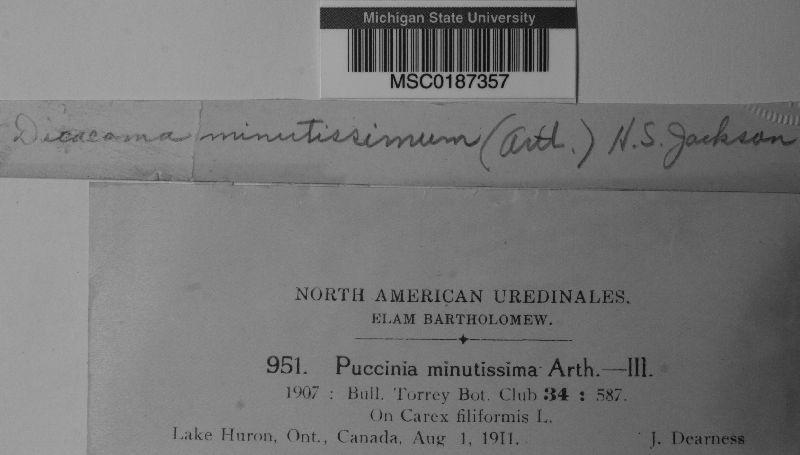 Michigan State University
MSC0187357
Dicaeoma minutissimum (Arth.) H.S. Jackson
NORTH AMERICAN UREDINALES.
ELAM BARTHOLOMEW.
951. Puccinia minutissima Arth.—III.
1907 : Bull. Torrey Bot. Club 34 : 587.
On Carex filiformis L.
Lake Huron, Ont., Canada, Aug 1, 1911. J. Dearness